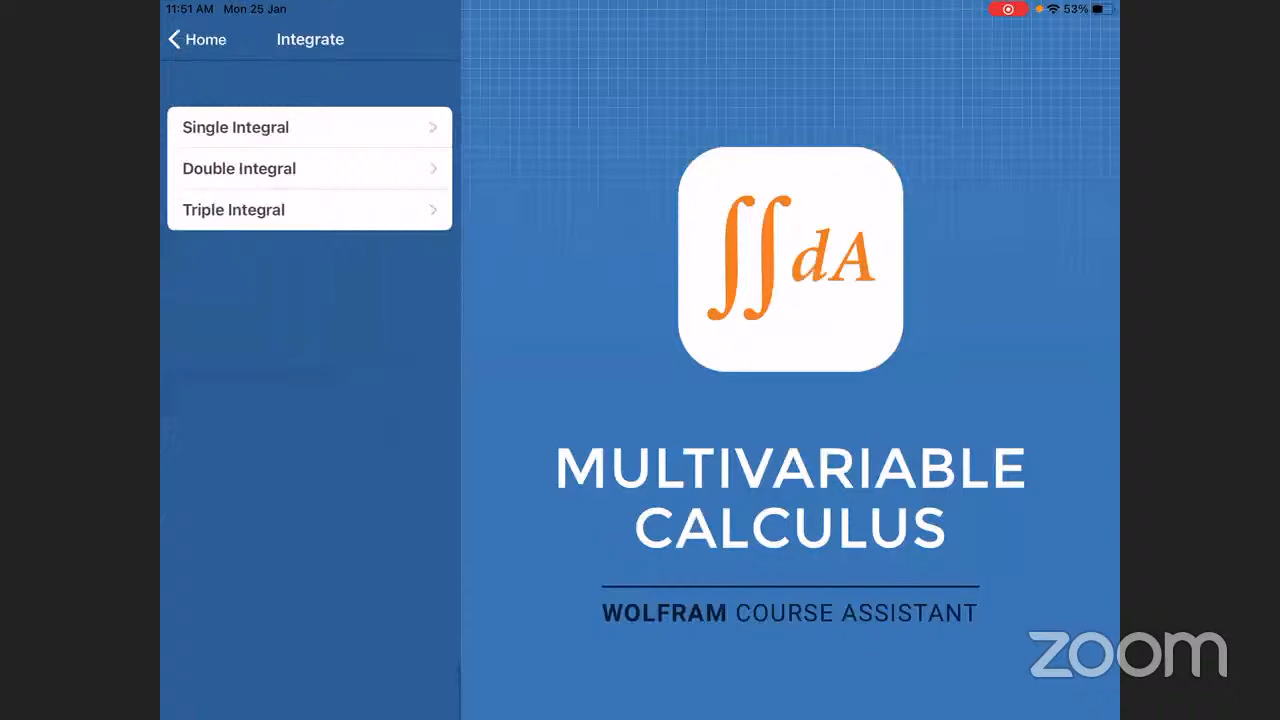 11:51 AM Mon 25 Jan
53%
Home
Integrate
Single Integral
Double Integral
Triple Integral
∬dA
MULTIVARIABLE
CALCULUS
WOLFRAM COURSE ASSISTANT
zoom